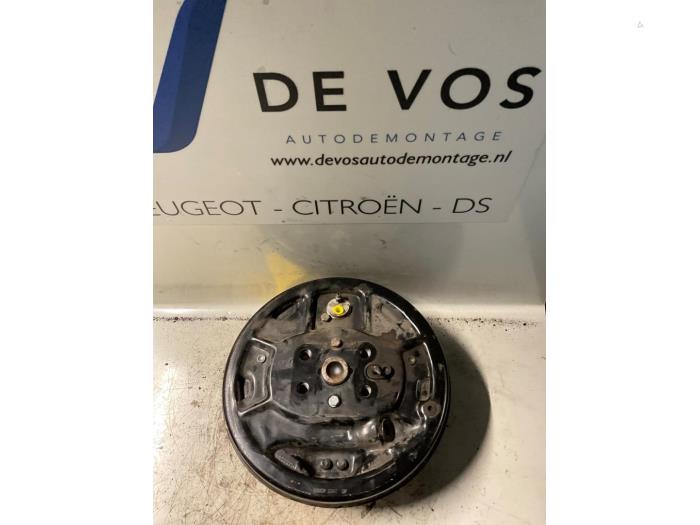 DE VOS
AUTODEMONTAGE
www.devosautodemontage.nl
EUGEOT - CITROËN - DS